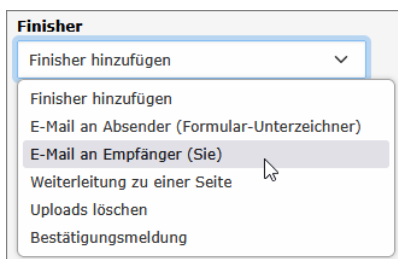 Finisher
Finisher hinzufügen
Finisher hinzufügen
E-Mail an Absender (Formular-Unterzeichner)
E-Mail an Empfänger (Sie)
Weiterleitung zu einer Seite
Uploads löschen
Bestätigungsmeldung